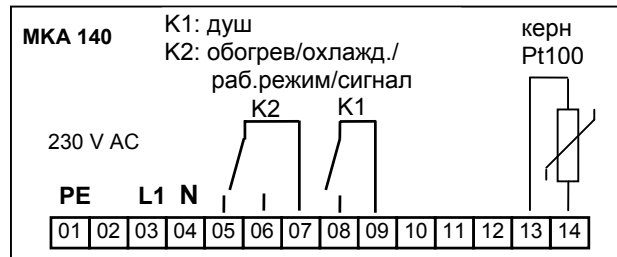 MKA 140
K1: душ
K2: обогрев/охлажд./
раб.режим/сигнал
керн
Pt100
K2
K1
230 V AC
PE L1 N
01 02 03 04 05 06 07 08 09 10 11 12 13 14